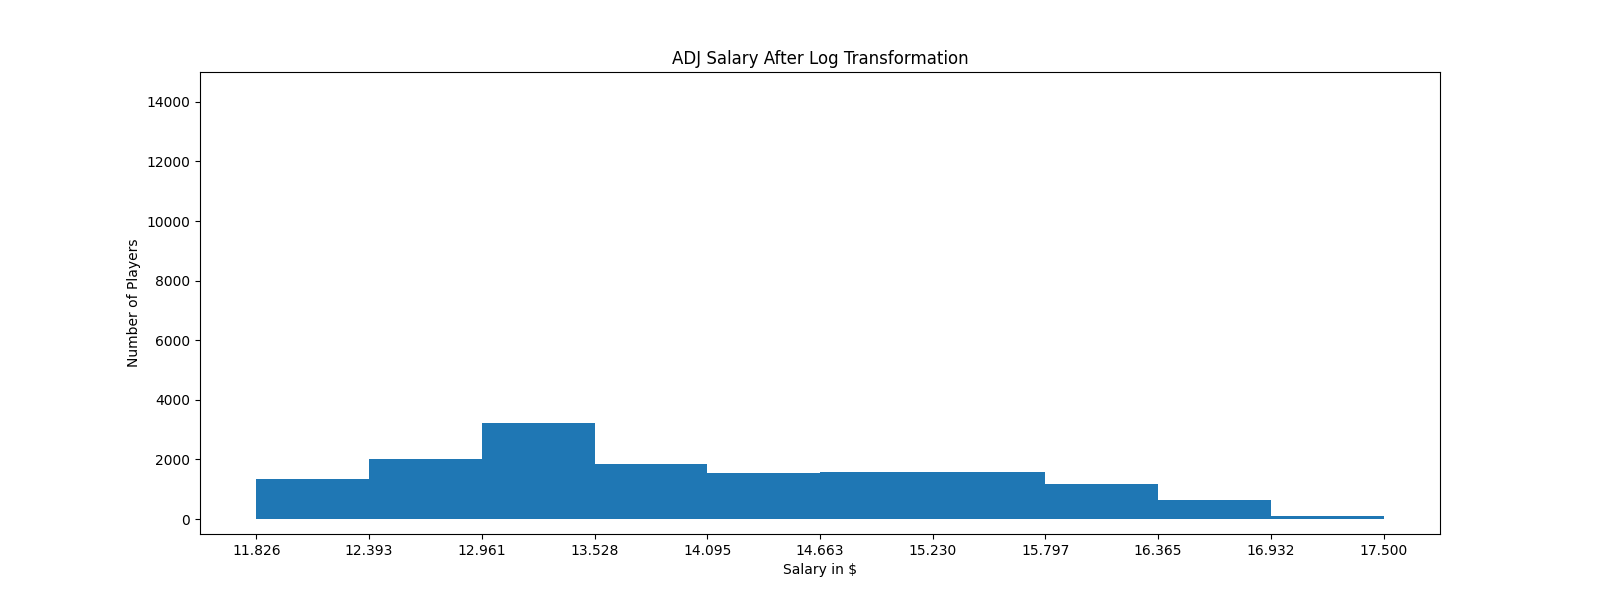 ADJ Salary After Log Transformation
14000
12000
10000
8000
6000
4000
2000
0
Number of Players
11.826 12.393 12.961 13.528 14.095 14.663 15.230 15.797 16.365 16.932 17.500
Salary in $